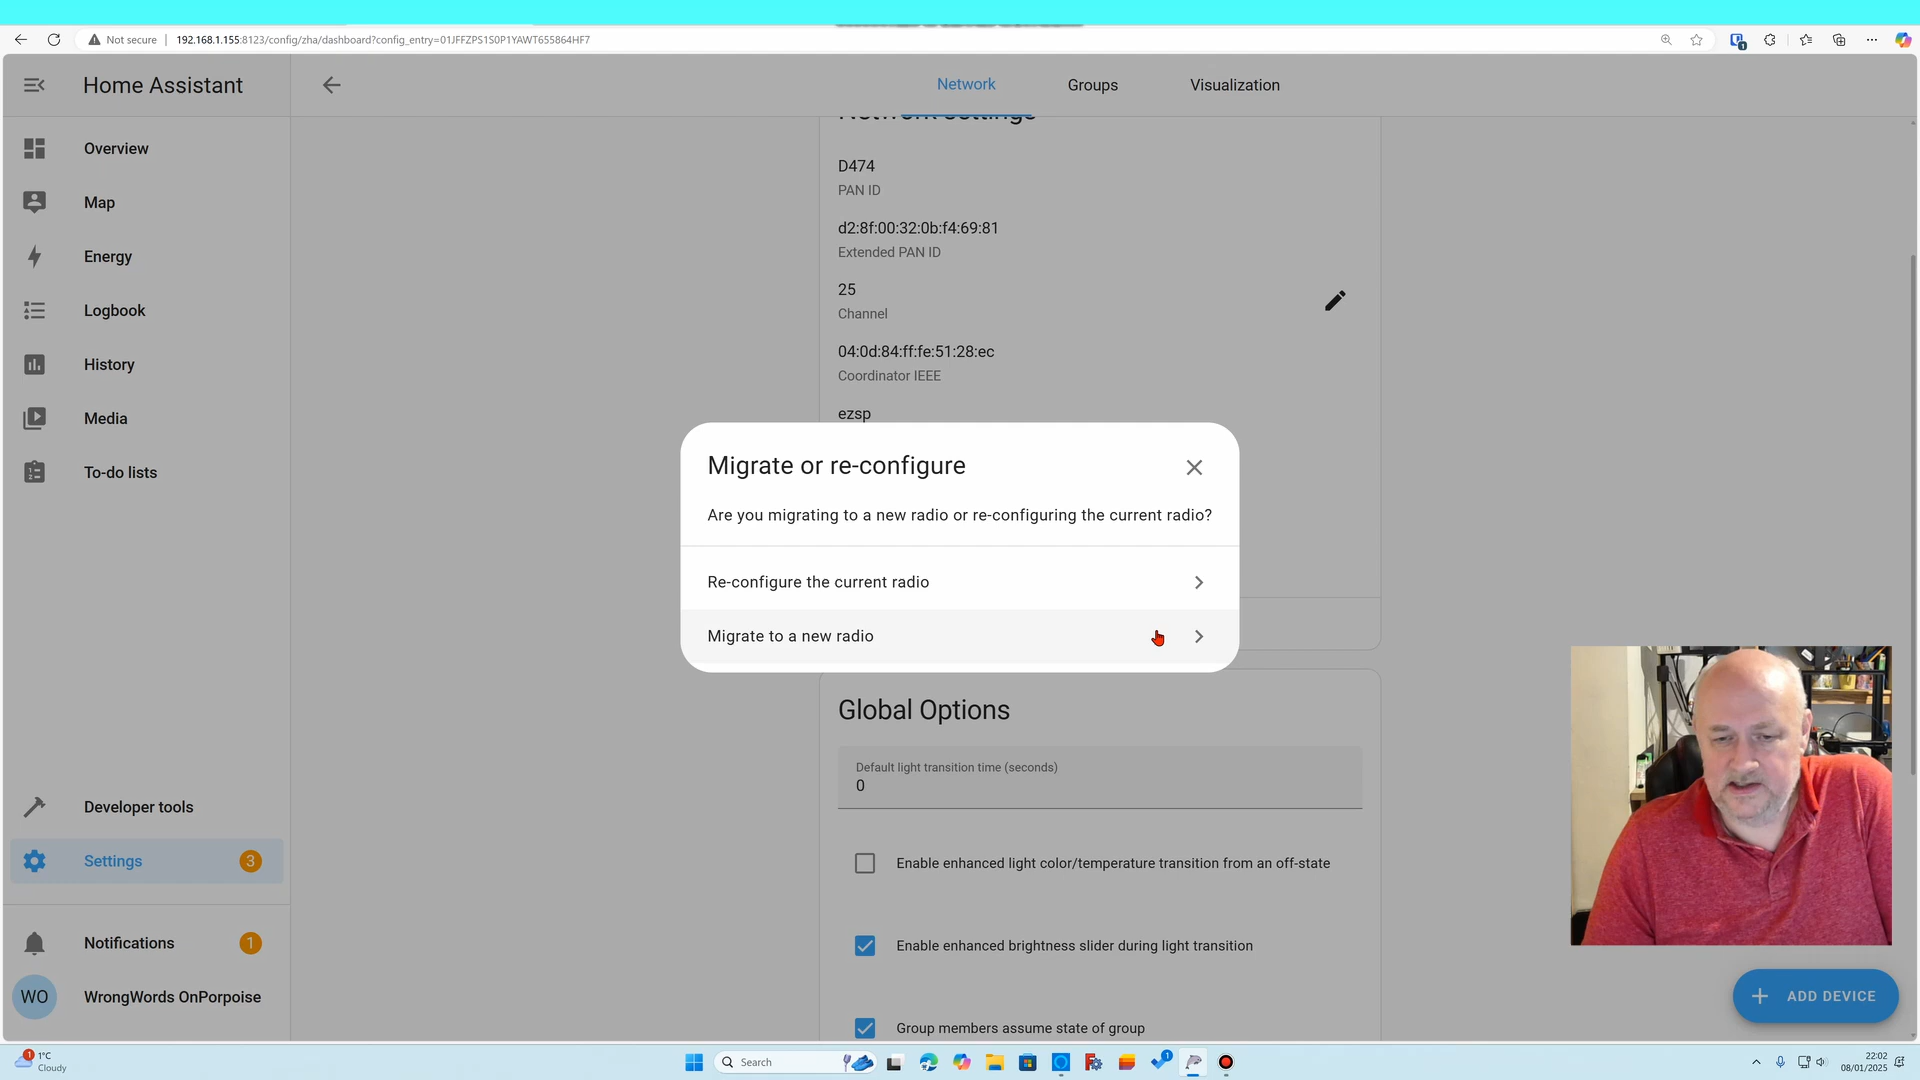 Not secure
192.168.1.155:8123/config/zha/dashboard?config_entry=01JFFZPS1S0P1YAWT655864HF7
1
Home Assistant
Network
Groups
Visualization
Network settings
Overview
Map
Energy
Logbook
History
Media
To-do lists
D474
PAN ID
d2:8f:00:32:0b:f4:69:81
Extended PAN ID
25
Channel
04:0d:84:ff:fe:51:28:ec
Coordinator IEEE
ezsp
Migrate or re-configure
Are you migrating to a new radio or re-configuring the current radio?
Re-configure the current radio
Migrate to a new radio
Global Options
Default light transition time (seconds)
0
Enable enhanced light color/temperature transition from an off-state
Enable enhanced brightness slider during light transition
Group members assume state of group
Developer tools
Settings
3
Notifications
1
WO
WrongWords OnPorpoise
ADD DEVICE
1
1°C
Cloudy
Search
1
22:02
08/01/2025